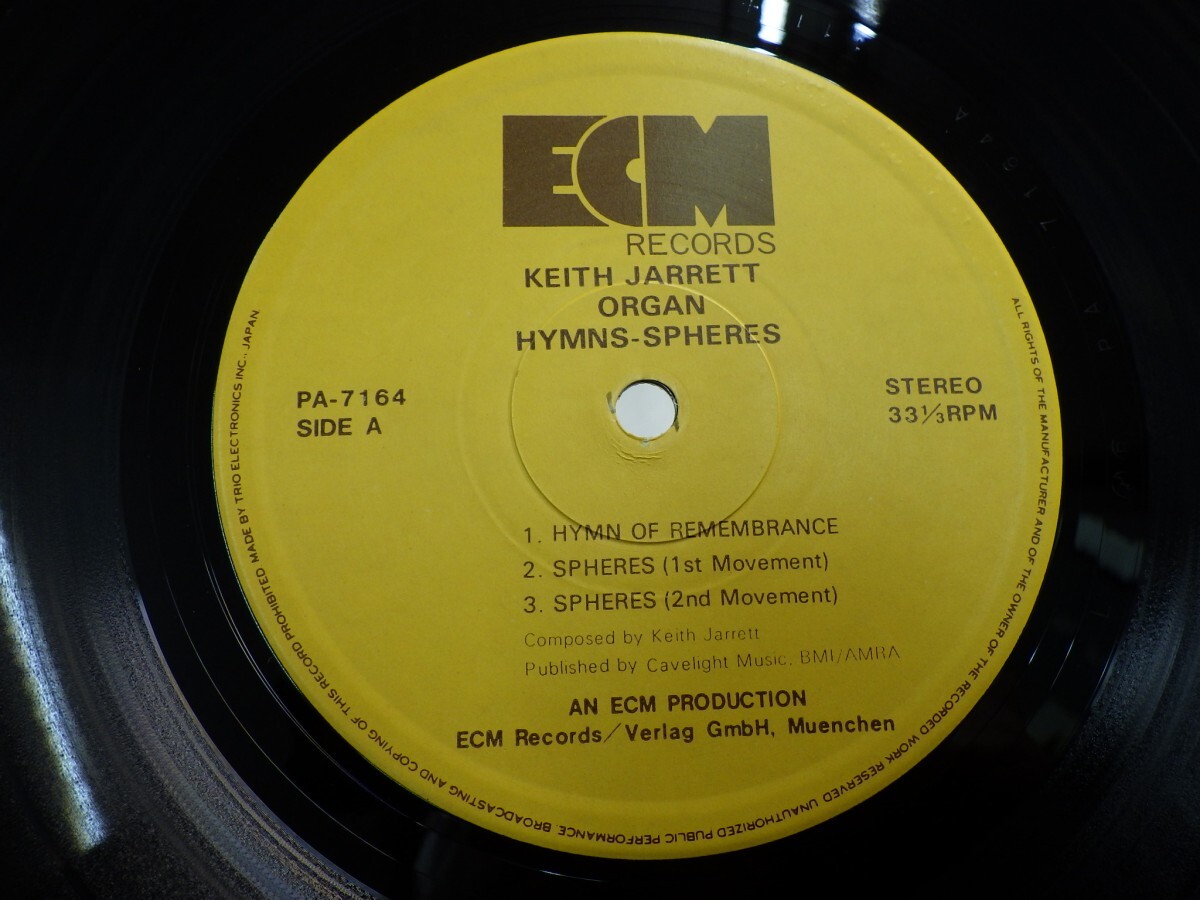 ECM
RECORDS
KEITH JARRETT
ORGAN
HYMNS-SPHERES
PA-7164
SIDE A
STEREO
33⅓RPM
1. HYMN OF REMEMBRANCE
2. SPHERES (1st Movement)
3. SPHERES (2nd Movement)
Composed by Keith Jarrett
Published by Cavelight Music, BMI/AMRA
AN ECM PRODUCTION
ECM Records/Verlag GmbH, Muenchen
ALL RIGHTS OF THE MANUFACTURER AND OF THE OWNER OF THE RECORDED WORK RESERVED UNAUTHORIZED PUBLIC PERFORMANCE BROADCASTING AND COPYING OF THIS RECORD PROHIBITED MADE BY TRIO ELECTRONICS INC., JAPAN